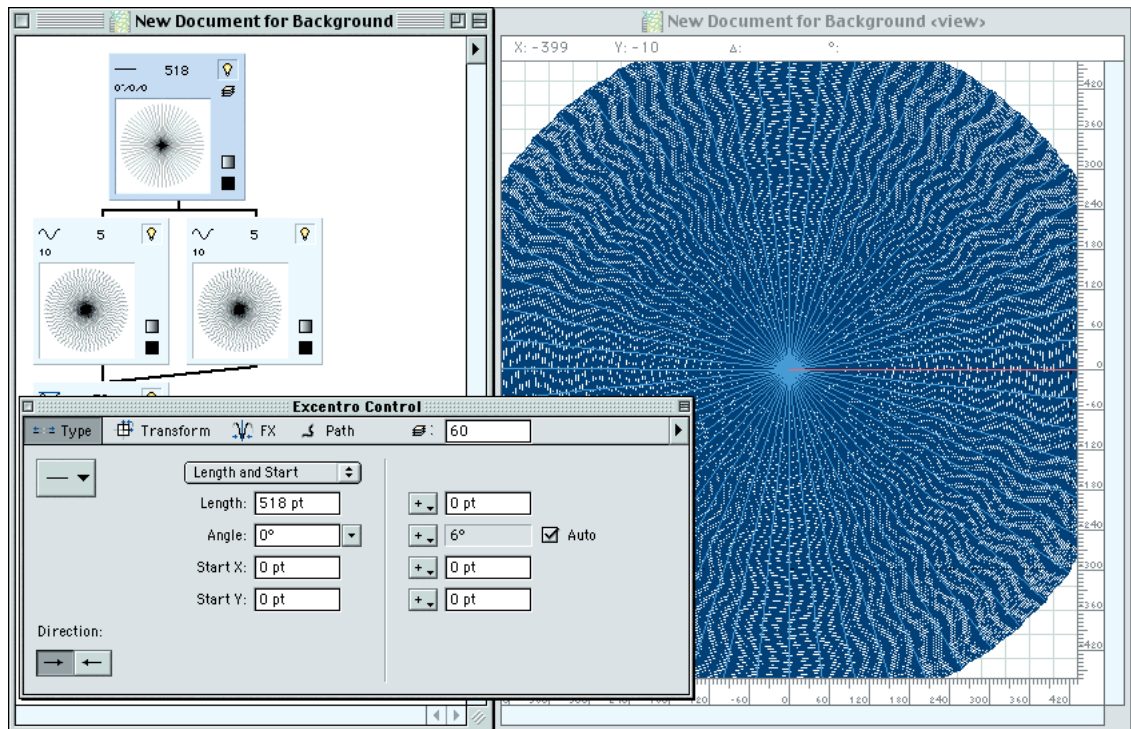 New Document for Background
New Document for Background <view>
X: -399 Y: -10 Δ: °:
518
0°/0/0
5
10
5
10
Excentro Control
Type Transform FX Path : 60
Length and Start
Length: 518 pt + 0 pt
Angle: 0° + 6° Auto
Start X: 0 pt + 0 pt
Start Y: 0 pt + 0 pt
Direction:
420
360
300
240
180
120
60
0
-60
-120
-180
-240
-300
-360
-420
-60 0 60 120 180 240 300 360 420